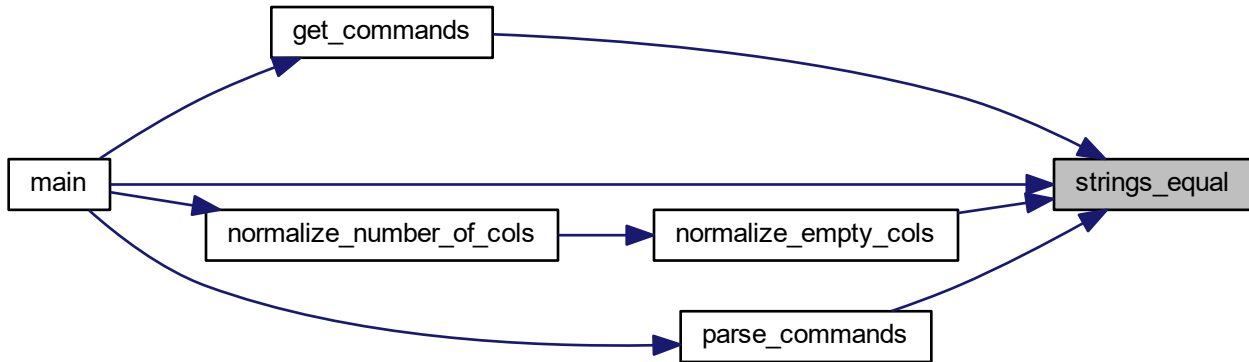 get_commands
main
strings_equal
normalize_number_of_cols
normalize_empty_cols
parse_commands